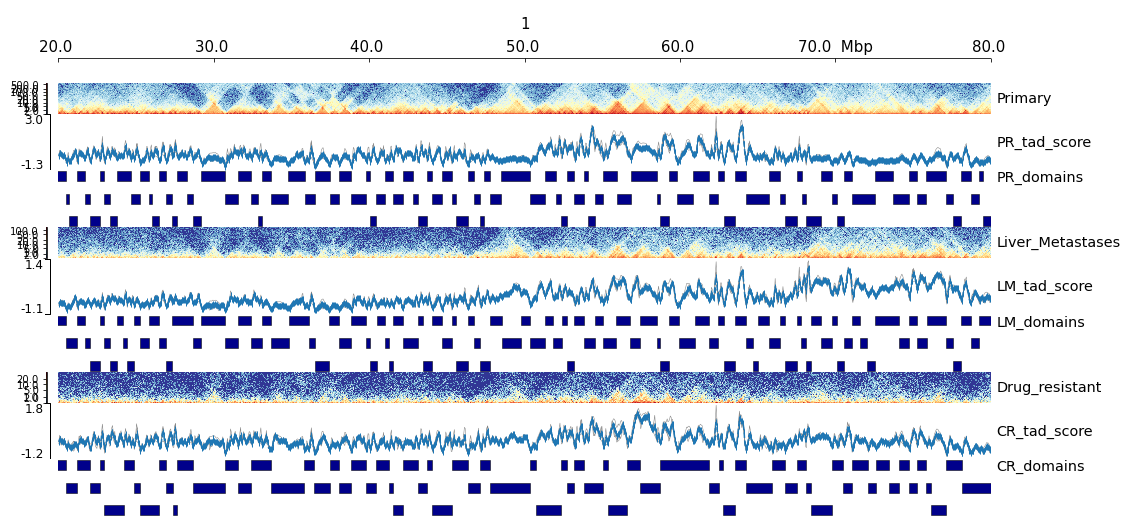 1
20.0 30.0 40.0 50.0 60.0 70.0 Mbp 80.0
Primary
3.0
PR_tad_score
-1.3
PR_domains
100.0
Liver_Metastases
1.4
LM_tad_score
-1.1
LM_domains
20.0
Drug_resistant
1.8
CR_tad_score
-1.2
CR_domains